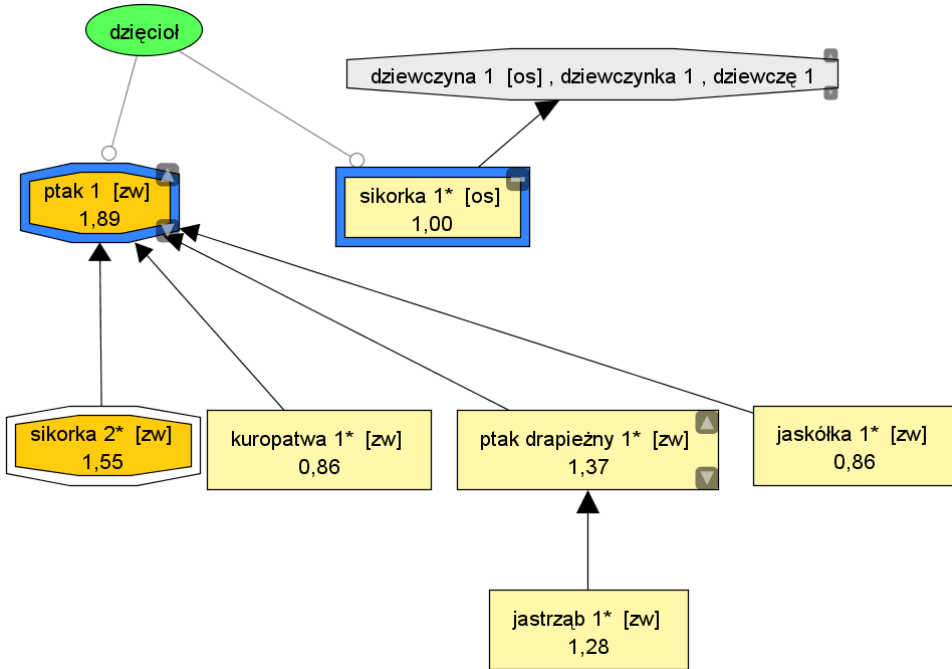 dzięcioł
dziewczyna 1 [os] , dziewczynka 1 , dziewczę 1
ptak 1 [zw]
1,89
sikorka 1* [os]
1,00
sikorka 2* [zw]
1,55
kuropatwa 1* [zw]
0,86
ptak drapieżny 1* [zw]
1,37
jaskółka 1* [zw]
0,86
jastrząb 1* [zw]
1,28